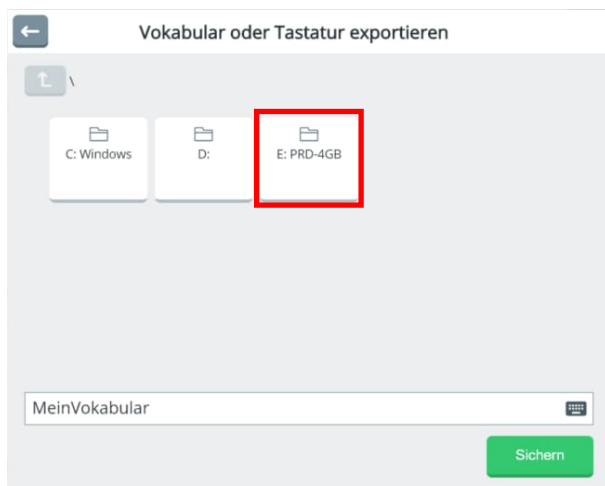 Vokabular oder Tastatur exportieren
\
C: Windows
D:
E: PRD-4GB
MeinVokabular
Sichern